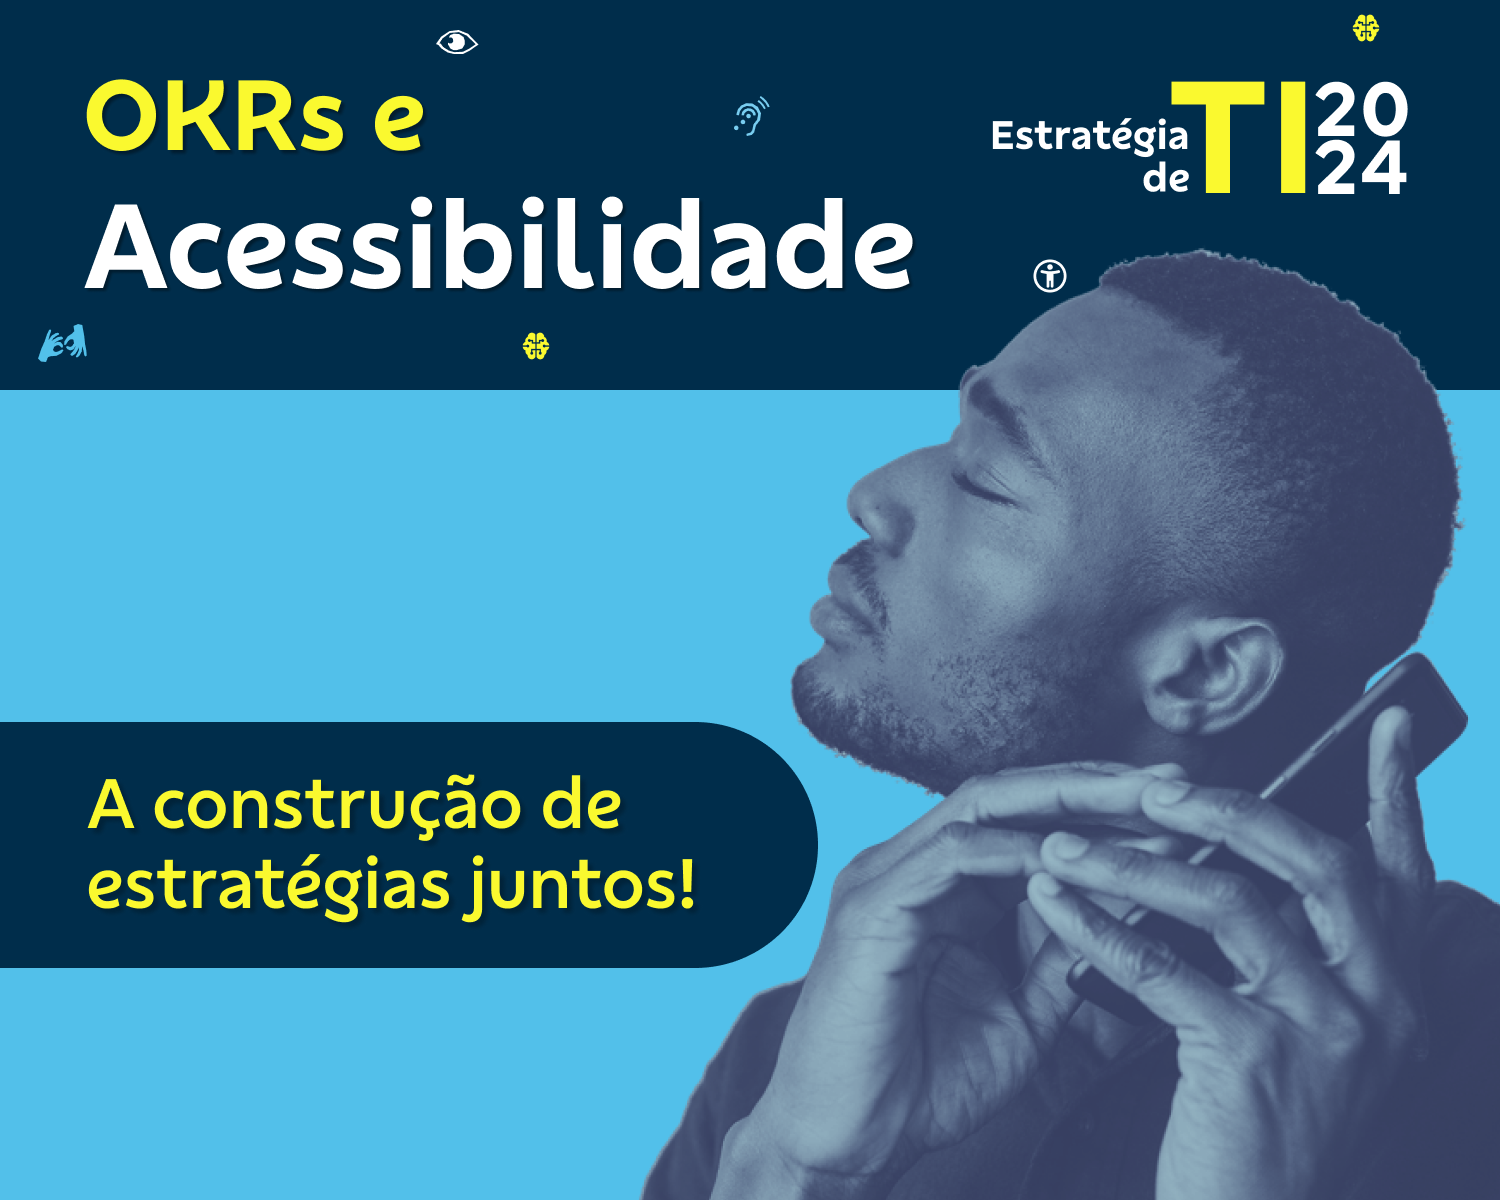 OKRs e
Acessibilidade
Estratégia
de
TI
20
24
A construção de
estratégias juntos!